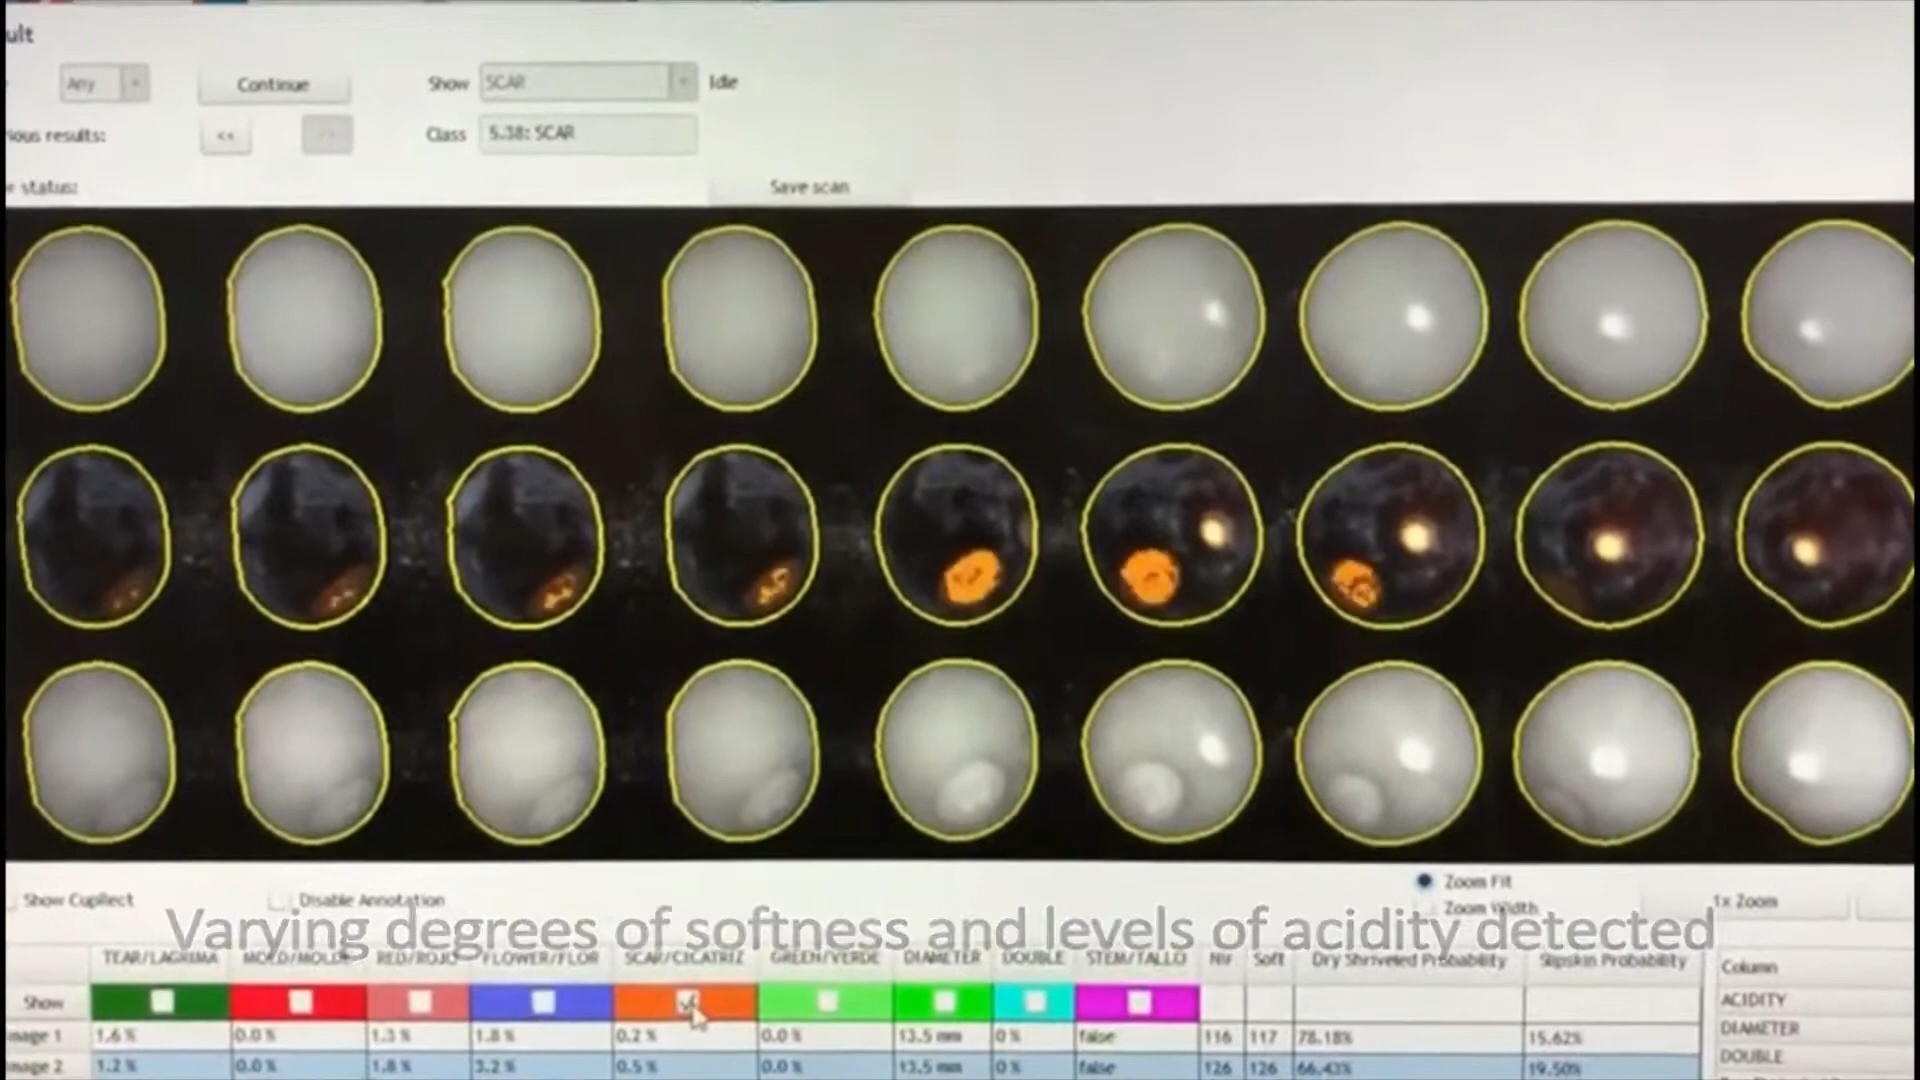 ult
Any Continue Show SCAR Idle
ious results: << >> Class 5.38: SCAR
status: Save scan
Show Cupllect Disable Annotation Zoom Fit
Zoom Width 1x Zoom
Varying degrees of softness and levels of acidity detected
TEAR/LAGRIMA MOLD/MOLDE RED/ROJO FLOWER/FLOR SCAR/CICATRIZ GREEN/VERDE DIAMETER DOUBLE STEM/TALLO Nir Soft Dry Shriveled Probability Slipskin Probability Column
Show ACIDITY
mage 1 1.6% 0.0% 1.3% 1.8% 0.2% 0.0% 13.5 mm 0% false 116 117 78.18% 15.62% DIAMETER
mage 2 1.2% 0.0% 1.8% 3.2% 0.5% 0.0% 13.5 mm 0% false 126 126 66.43% 19.50% DOUBLE